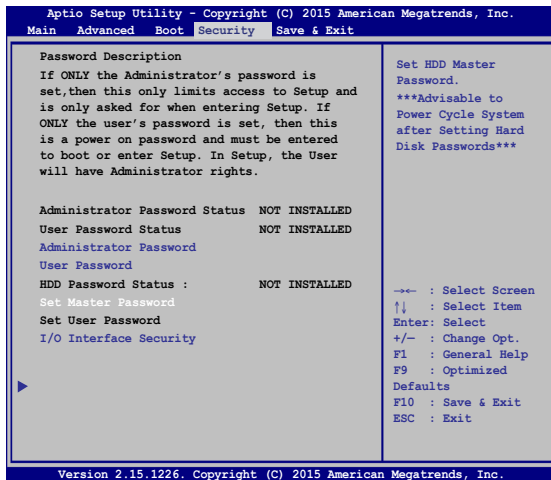 Aptio Setup Utility - Copyright (C) 2015 American Megatrends, Inc.
Main Advanced Boot Security Save & Exit
Password Description
If ONLY the Administrator's password is
set,then this only limits access to Setup and
is only asked for when entering Setup. If
ONLY the user's password is set, then this
is a power on password and must be entered
to boot or enter Setup. In Setup, the User
will have Administrator rights.
Administrator Password Status NOT INSTALLED
User Password Status NOT INSTALLED
Administrator Password
User Password
HDD Password Status : NOT INSTALLED
Set Master Password
Set User Password
I/O Interface Security
Set HDD Master
Password.
***Advisable to
Power Cycle System
after Setting Hard
Disk Passwords***
→← : Select Screen
↑↓ : Select Item
Enter: Select
+/— : Change Opt.
F1 : General Help
F9 : Optimized
Defaults
F10 : Save & Exit
ESC : Exit
Version 2.15.1226. Copyright (C) 2015 American Megatrends, Inc.